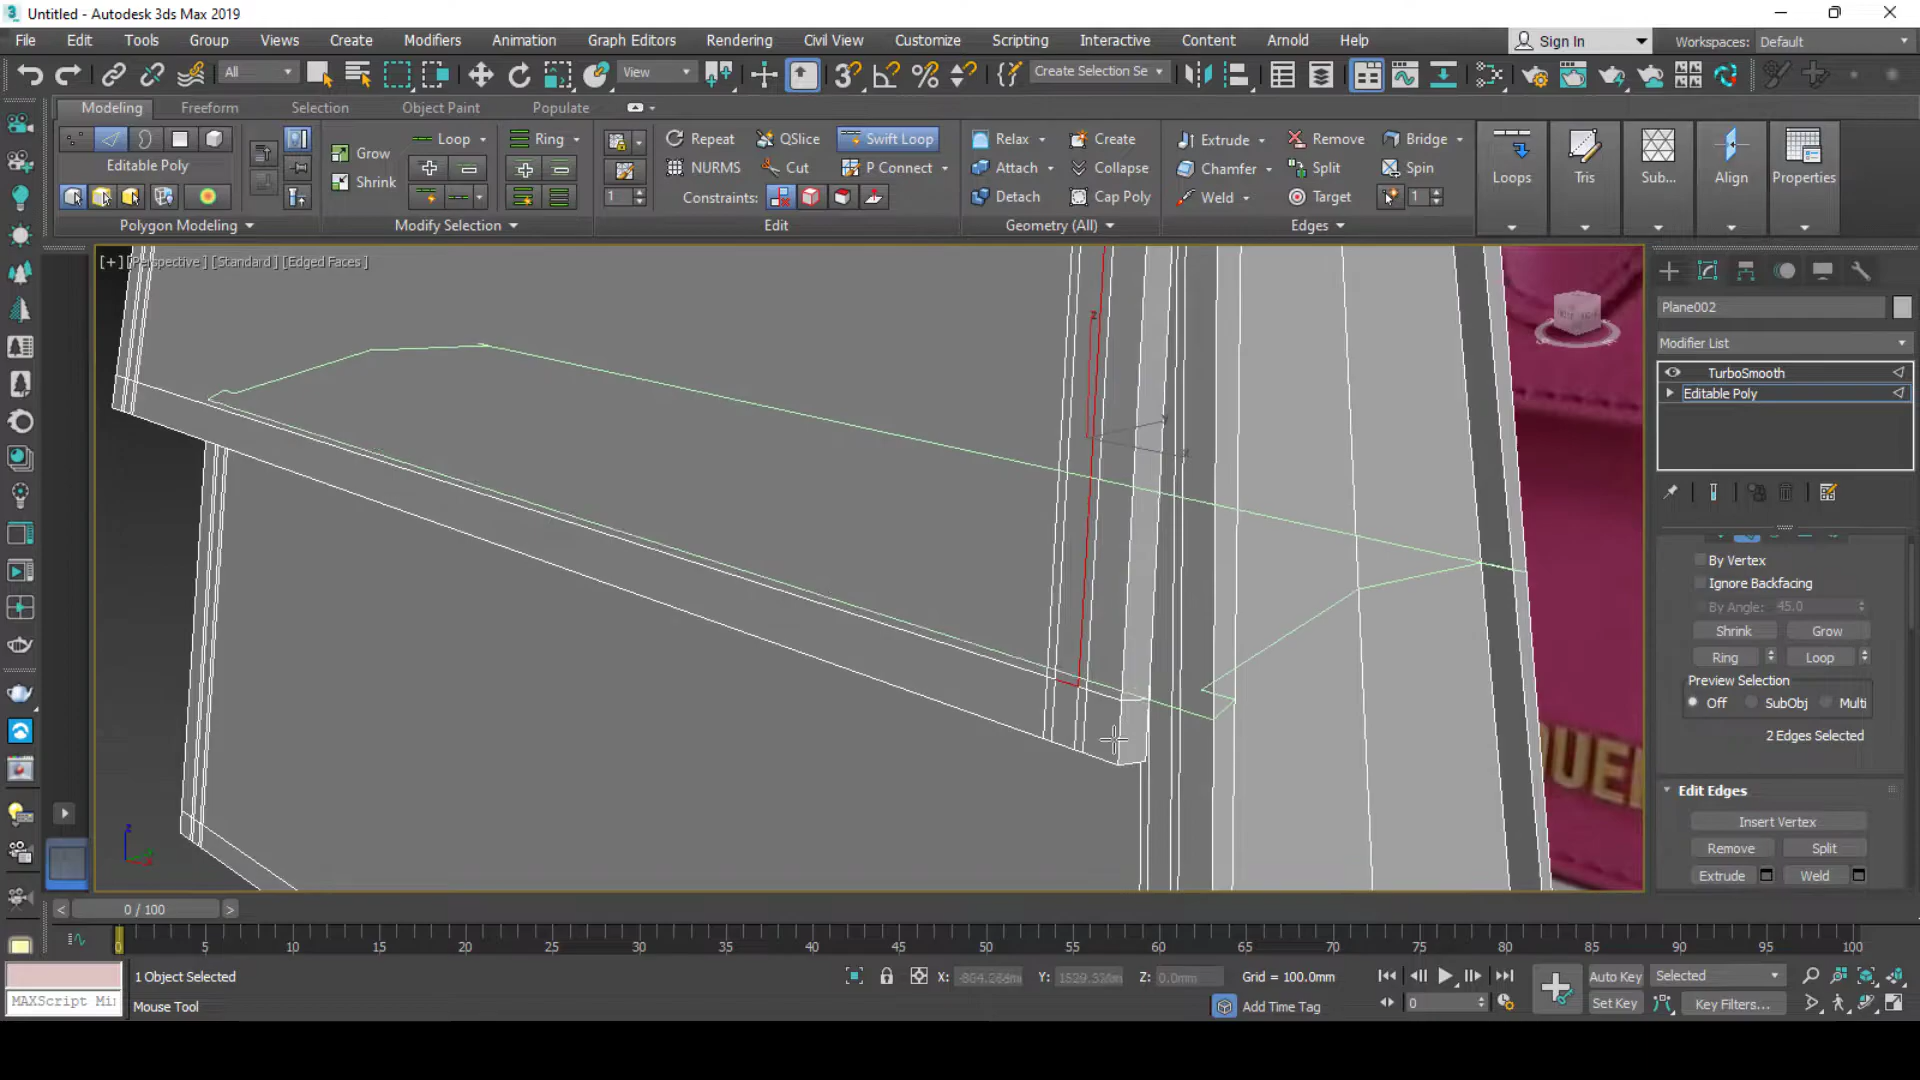 Untitled - Autodesk 3ds Max 2019
File Edit Tools Group Views Create Modifiers Animation Graph Editors Rendering Civil View Customize Scripting Interactive Content Arnold Help Sign In Workspaces: Default
All View Create Selection Se
Modeling Freeform Selection Object Paint Populate
Editable Poly
Polygon Modeling
Grow
Shrink
Loop Ring
Modify Selection
1
Repeat QSlice Swift Loop
NURMS Cut P Connect
Constraints:
Edit
Relax Create
Attach Collapse
Detach Cap Poly
Geometry (All)
Extrude Remove Bridge
Chamfer Split Spin
Weld Target 1
Edges
Loops Tris Sub... Align Properties
[+] [Perspective] [Standard] [Edged Faces]
Plane002
Modifier List
TurboSmooth
Editable Poly
By Vertex
Ignore Backfacing
By Angle: 45.0
Shrink Grow
Ring Loop
Preview Selection
Off SubObj Multi
2 Edges Selected
Edit Edges
Insert Vertex
Remove Split
Extrude Weld
QUEE
0 / 100
0 5 10 15 20 25 30 35 40 45 50 55 60 65 70 75 80 85 90 95 100
1 Object Selected
X: Y: Z: 0.0mm Grid = 100.0mm
Auto Key Selected
MAXScript Mi
Mouse Tool
Add Time Tag
0
Set Key Key Filters...